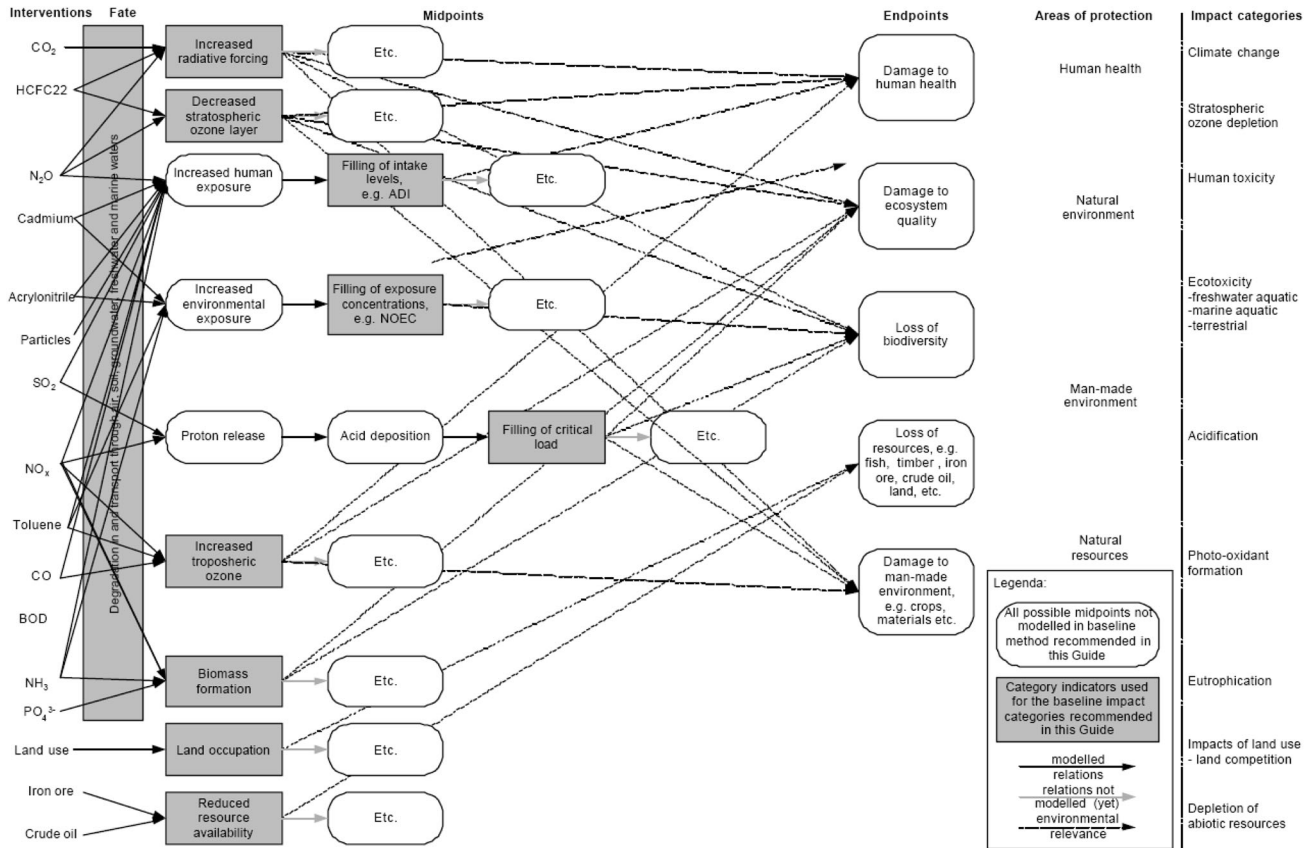 Interventions
Fate
Midpoints
Endpoints
Areas of protection
Impact categories
CO2
HCFC22
N2O
Cadmium
Acrylonitrile
Particles
SO2
NOx
Toluene
CO
BOD
NH3
PO4 3-
Land use
Iron ore
Crude oil
Degradation in and transport through air, soil, groundwater, freshwater and marine waters
Increased
radiative forcing
Etc.
Decreased
stratospheric
ozone layer
Etc.
Increased human
exposure
Filling of intake
levels,
e.g. ADI
Etc.
Increased
environmental
exposure
Filling of exposure
concentrations,
e.g. NOEC
Etc.
Proton release
Acid deposition
Filling of critical
load
Etc.
Increased
troposheric
ozone
Etc.
Biomass
formation
Etc.
Land occupation
Etc.
Reduced
resource
availability
Etc.
Damage to
human health
Damage to
ecosystem
quality
Loss of
biodiversity
Loss of
resources, e.g.
fish, timber , iron
ore, crude oil,
land, etc.
Damage to
man-made
environment,
e.g. crops,
materials etc.
Human health
Natural
environment
Man-made
environment
Natural
resources
Climate change
Stratospheric
ozone depletion
Human toxicity
Ecotoxicity
-freshwater aquatic
-marine aquatic
-terrestrial
Acidification
Photo-oxidant
formation
Eutrophication
Impacts of land use
- land competition
Depletion of
abiotic resources
Legenda:
All possible midpoints not
modelled in baseline
method recommended in
this Guide
Category indicators used
for the baseline impact
categories recommended
in this Guide
modelled
relations
relations not
modelled (yet)
environmental
relevance